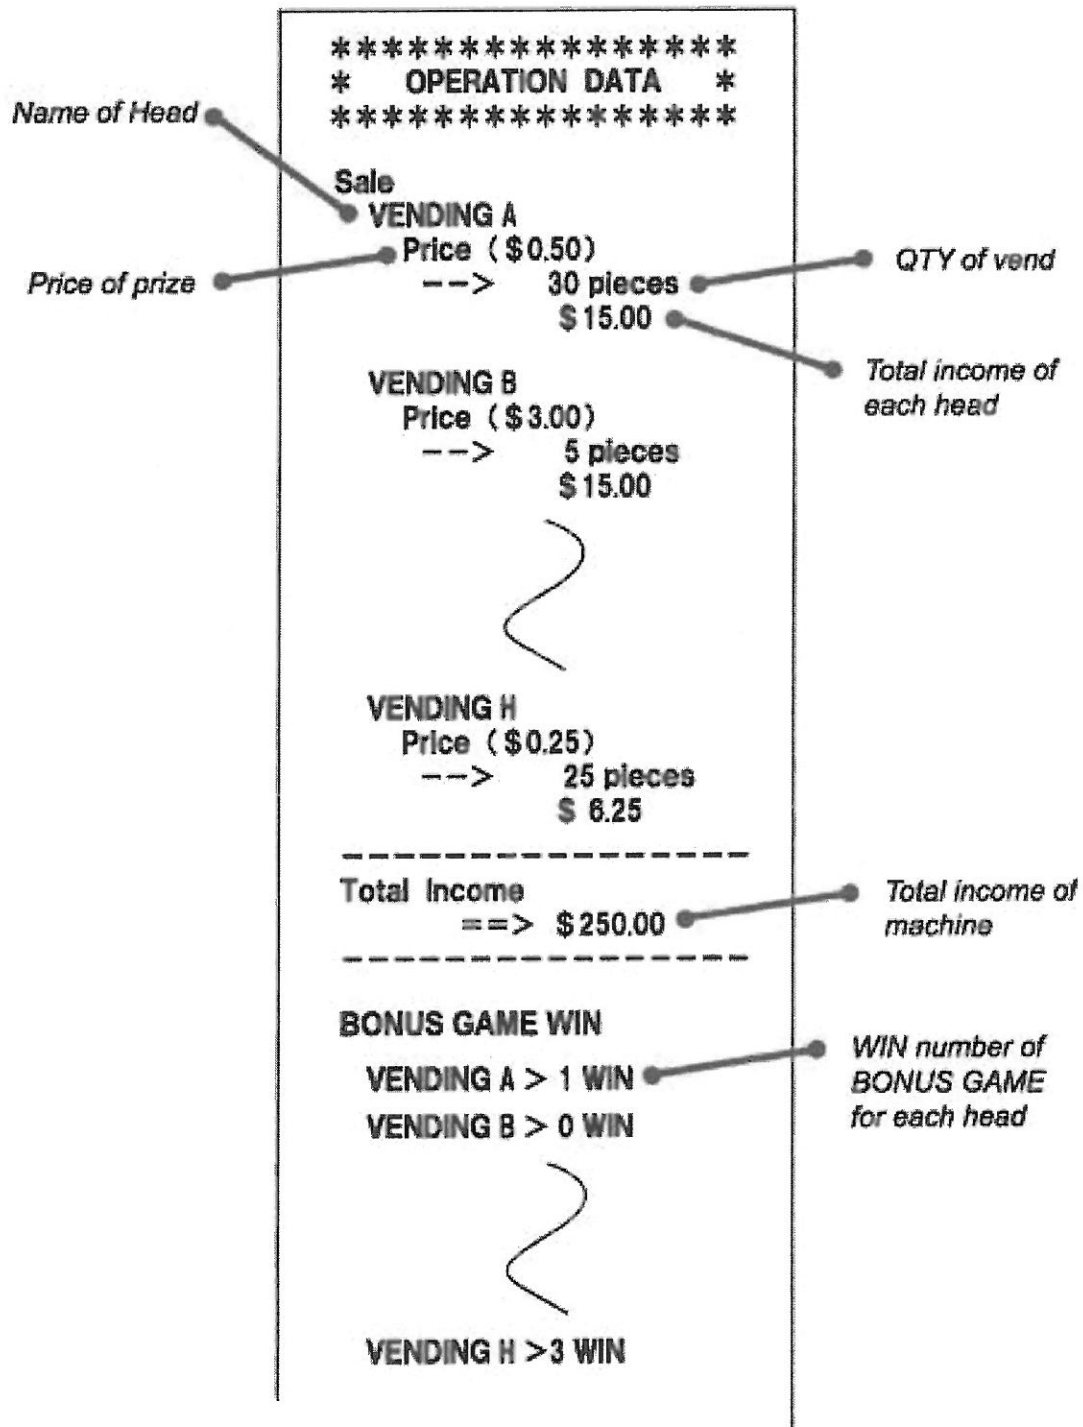 * * * * * * * * * * * * * * * *
* OPERATION DATA *
* * * * * * * * * * * * * * * *
Name of Head
Sale
VENDING A
Price ($0.50)
Price of prize
--> 30 pieces
QTY of vend
$15.00
Total income of
each head
VENDING B
Price ($3.00)
--> 5 pieces
$15.00
VENDING H
Price ($0.25)
--> 25 pieces
$ 6.25
Total Income
==> $250.00
Total income of
machine
BONUS GAME WIN
VENDING A > 1 WIN
WIN number of
BONUS GAME
for each head
VENDING B > 0 WIN
VENDING H >3 WIN